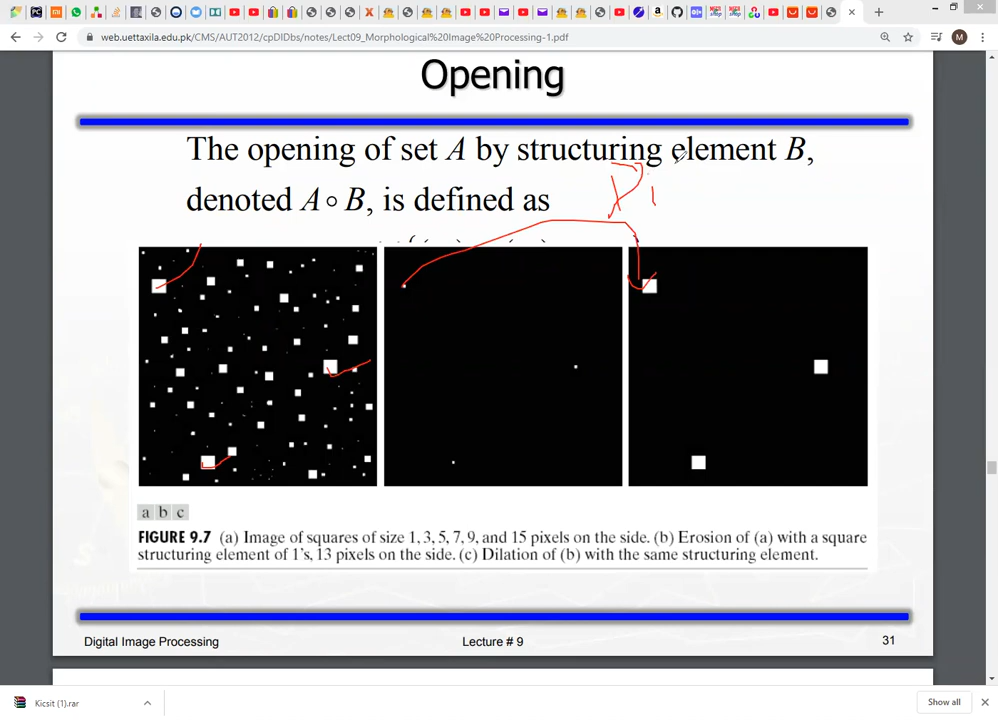 web.uettaxila.edu.pk/CMS/AUT2012/cpDIDbs/notes/Lect09_Morphological%20Image%20Processing-1.pdf
M
Opening
The opening of set A by structuring element B,
denoted A ∘ B, is defined as
a b c
FIGURE 9.7 (a) Image of squares of size 1, 3, 5, 7, 9, and 15 pixels on the side. (b) Erosion of (a) with a square
structuring element of 1's, 13 pixels on the side. (c) Dilation of (b) with the same structuring element.
Digital Image Processing
Lecture # 9
31
Kicsit (1).rar
Show all